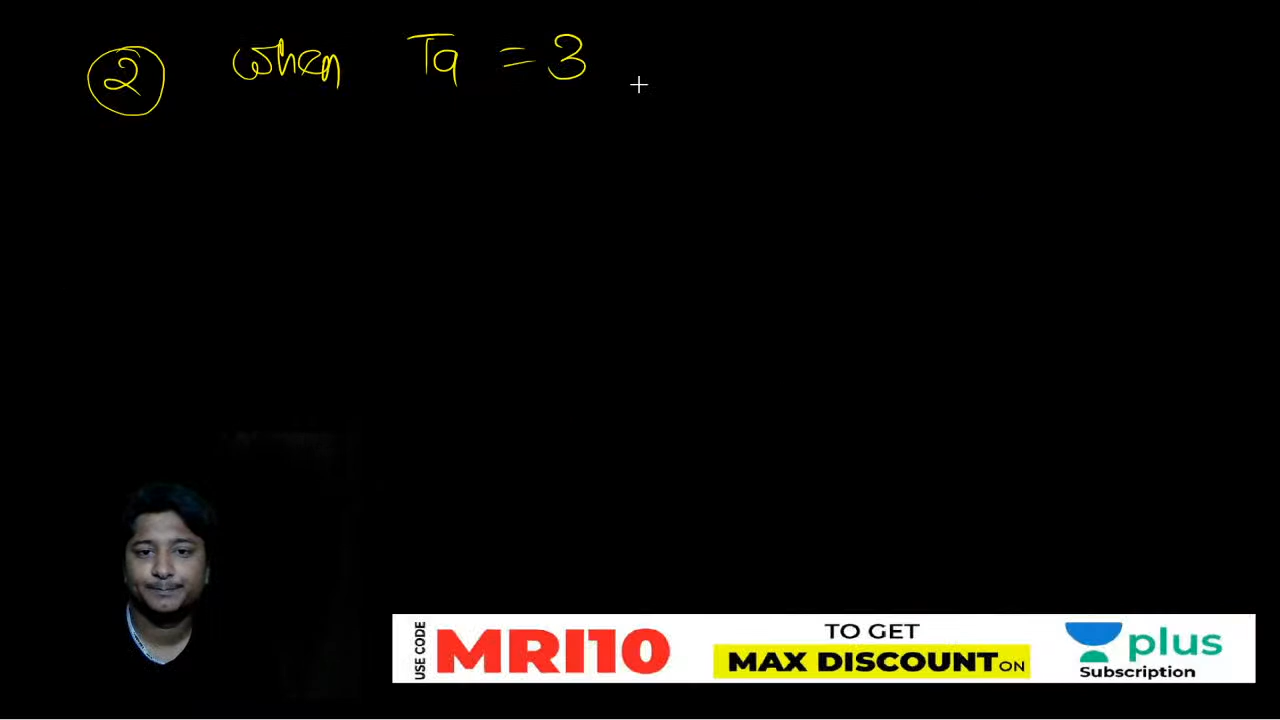 2 when Tq = 3
USE CODE MRI10 TO GET MAX DISCOUNT ON plus Subscription